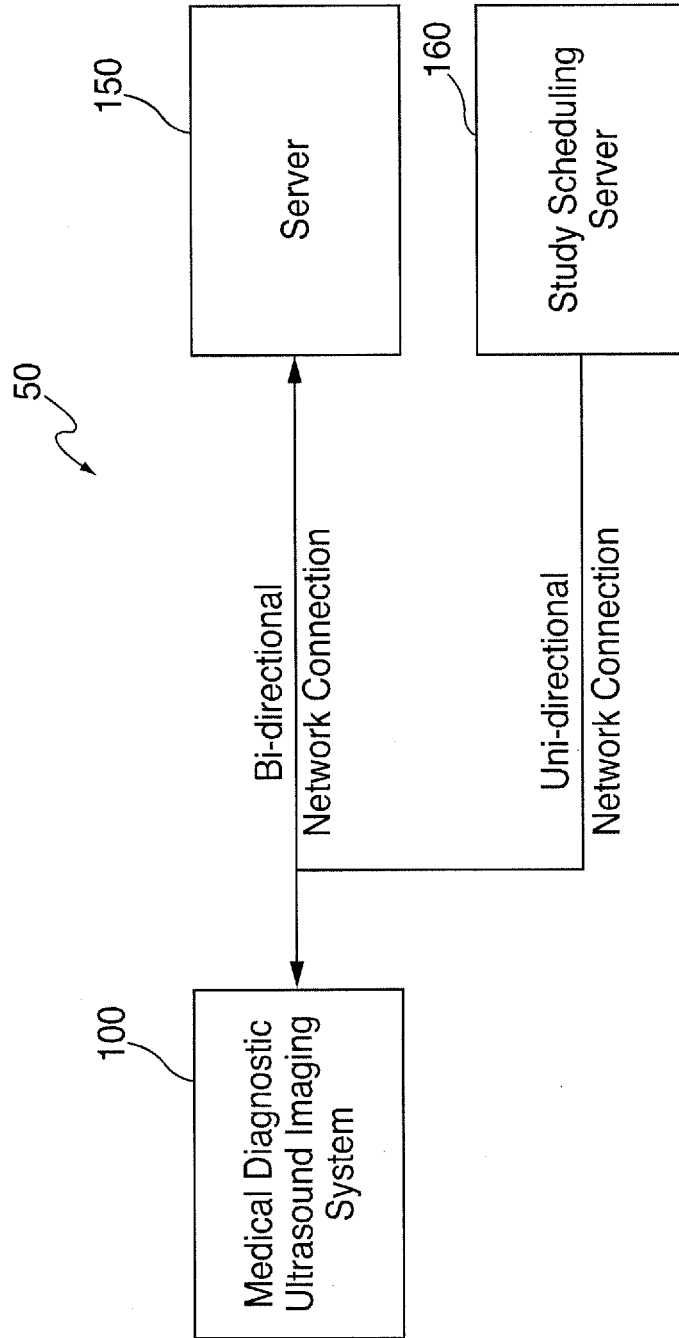 50
100
Medical Diagnostic
Ultrasound Imaging
System
Bi-directional
Network Connection
150
Server
Uni-directional
Network Connection
160
Study Scheduling
Server